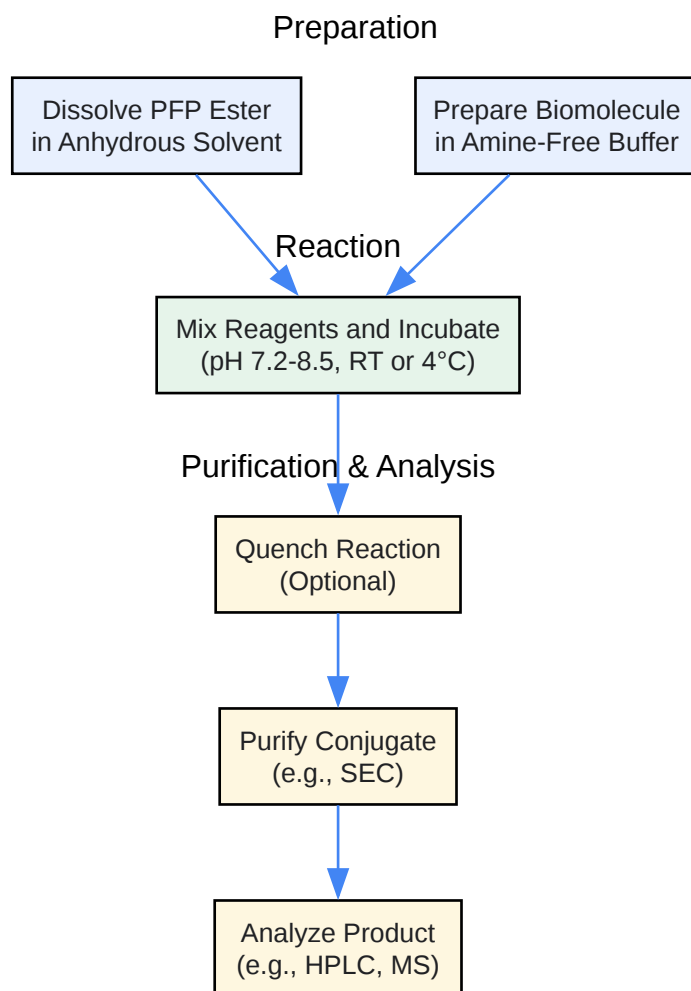 Preparation
Dissolve PFP Ester
in Anhydrous Solvent
Prepare Biomolecule
in Amine-Free Buffer
Reaction
Mix Reagents and Incubate
(pH 7.2-8.5, RT or 4°C)
Purification & Analysis
Quench Reaction
(Optional)
Purify Conjugate
(e.g., SEC)
Analyze Product
(e.g., HPLC, MS)